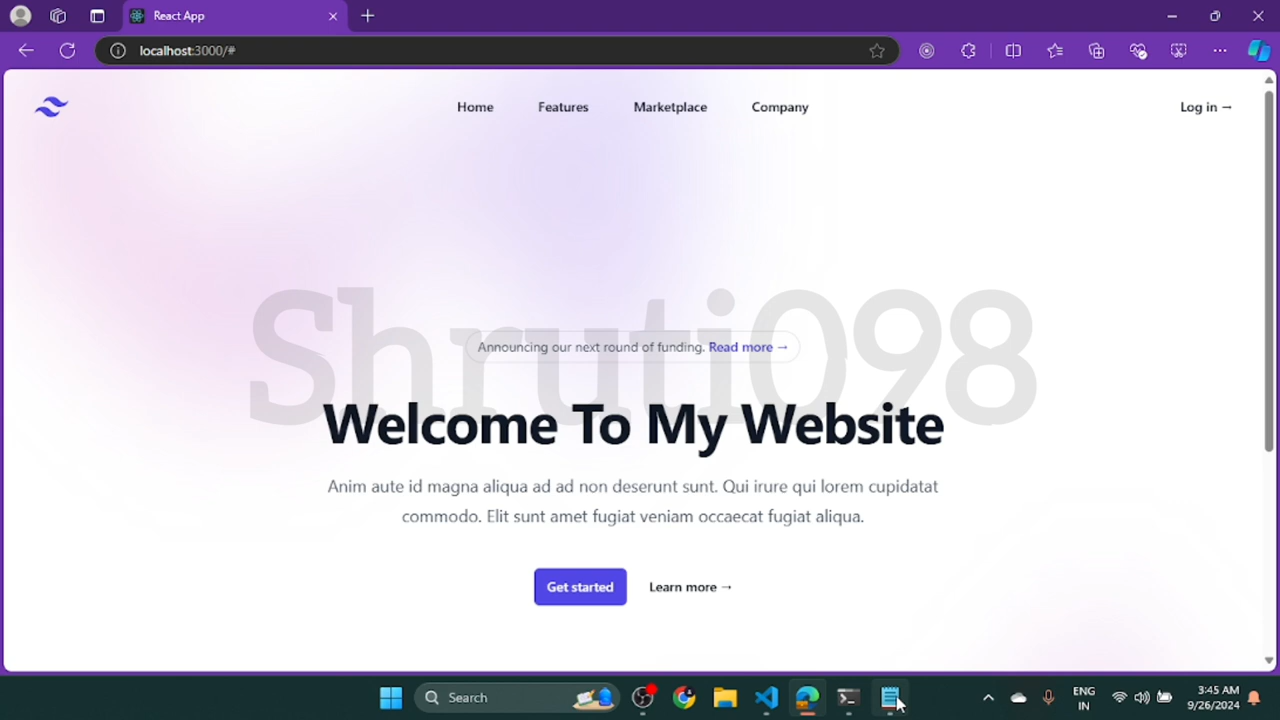 React App
localhost:3000/#
Home Features Marketplace Company Log in →
Shruti098
Announcing our next round of funding. Read more →
Welcome To My Website
Anim aute id magna aliqua ad ad non deserunt sunt. Qui irure qui lorem cupidatat
commodo. Elit sunt amet fugiat veniam occaecat fugiat aliqua.
Get started Learn more →
Search
ENG
IN
3:45 AM
9/26/2024